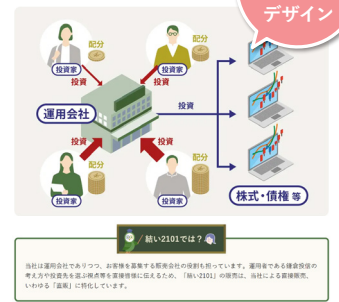 デザイン
配分
配分
投資家
投資家
投資
投資
運用会社
投資
投資
投資
配分
配分
投資家
投資家
株式・債権 等
結い2101では?
当社は運用会社でありつつ、お客様を募集する販売会社の役割も担っています。運用者である鎌倉投信の
考え方や投資先を選ぶ視点等を直接皆様に伝えるため、「結い2101」の販売は、当社による直接販売、
いわゆる「直販」に特化しています。